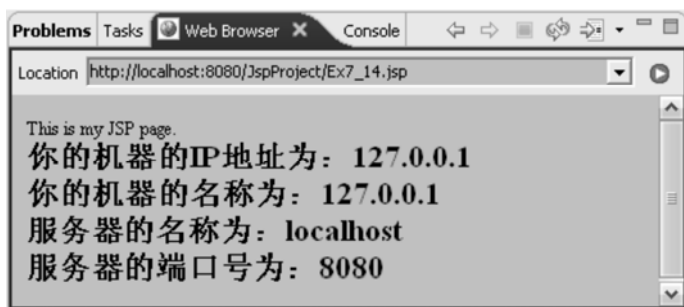 Problems Tasks Web Browser Console
Location http://localhost:8080/JspProject/Ex7_14.jsp
This is my JSP page.
你的机器的IP地址为：127.0.0.1
你的机器的名称为：127.0.0.1
服务器的名称为：localhost
服务器的端口号为：8080